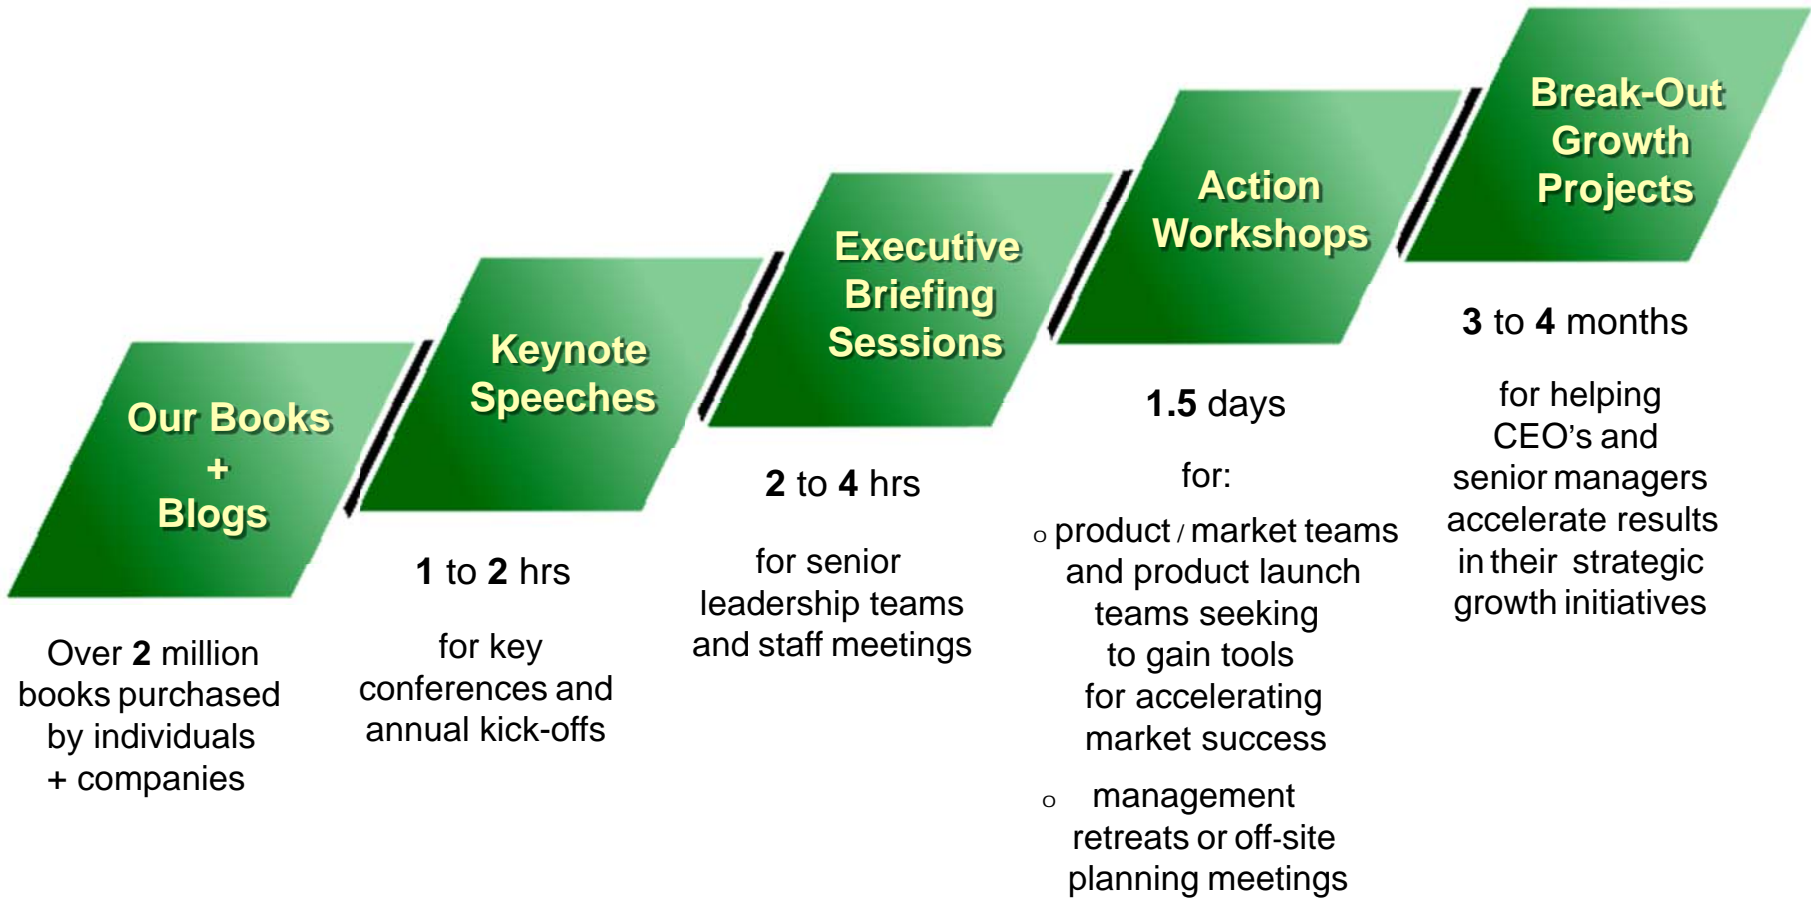 Our Books
+
Blogs
Over 2 million
books purchased
by individuals
+ companies
Keynote
Speeches
1 to 2 hrs
for key
conferences and
annual kick-offs
Executive
Briefing
Sessions
2 to 4 hrs
for senior
leadership teams
and staff meetings
Action
Workshops
1.5 days
for:
o product / market teams
and product launch
teams seeking
to gain tools
for accelerating
market success
o management
retreats or off-site
planning meetings
Break-Out
Growth
Projects
3 to 4 months
for helping
CEO’s and
senior managers
accelerate results
in their strategic
growth initiatives